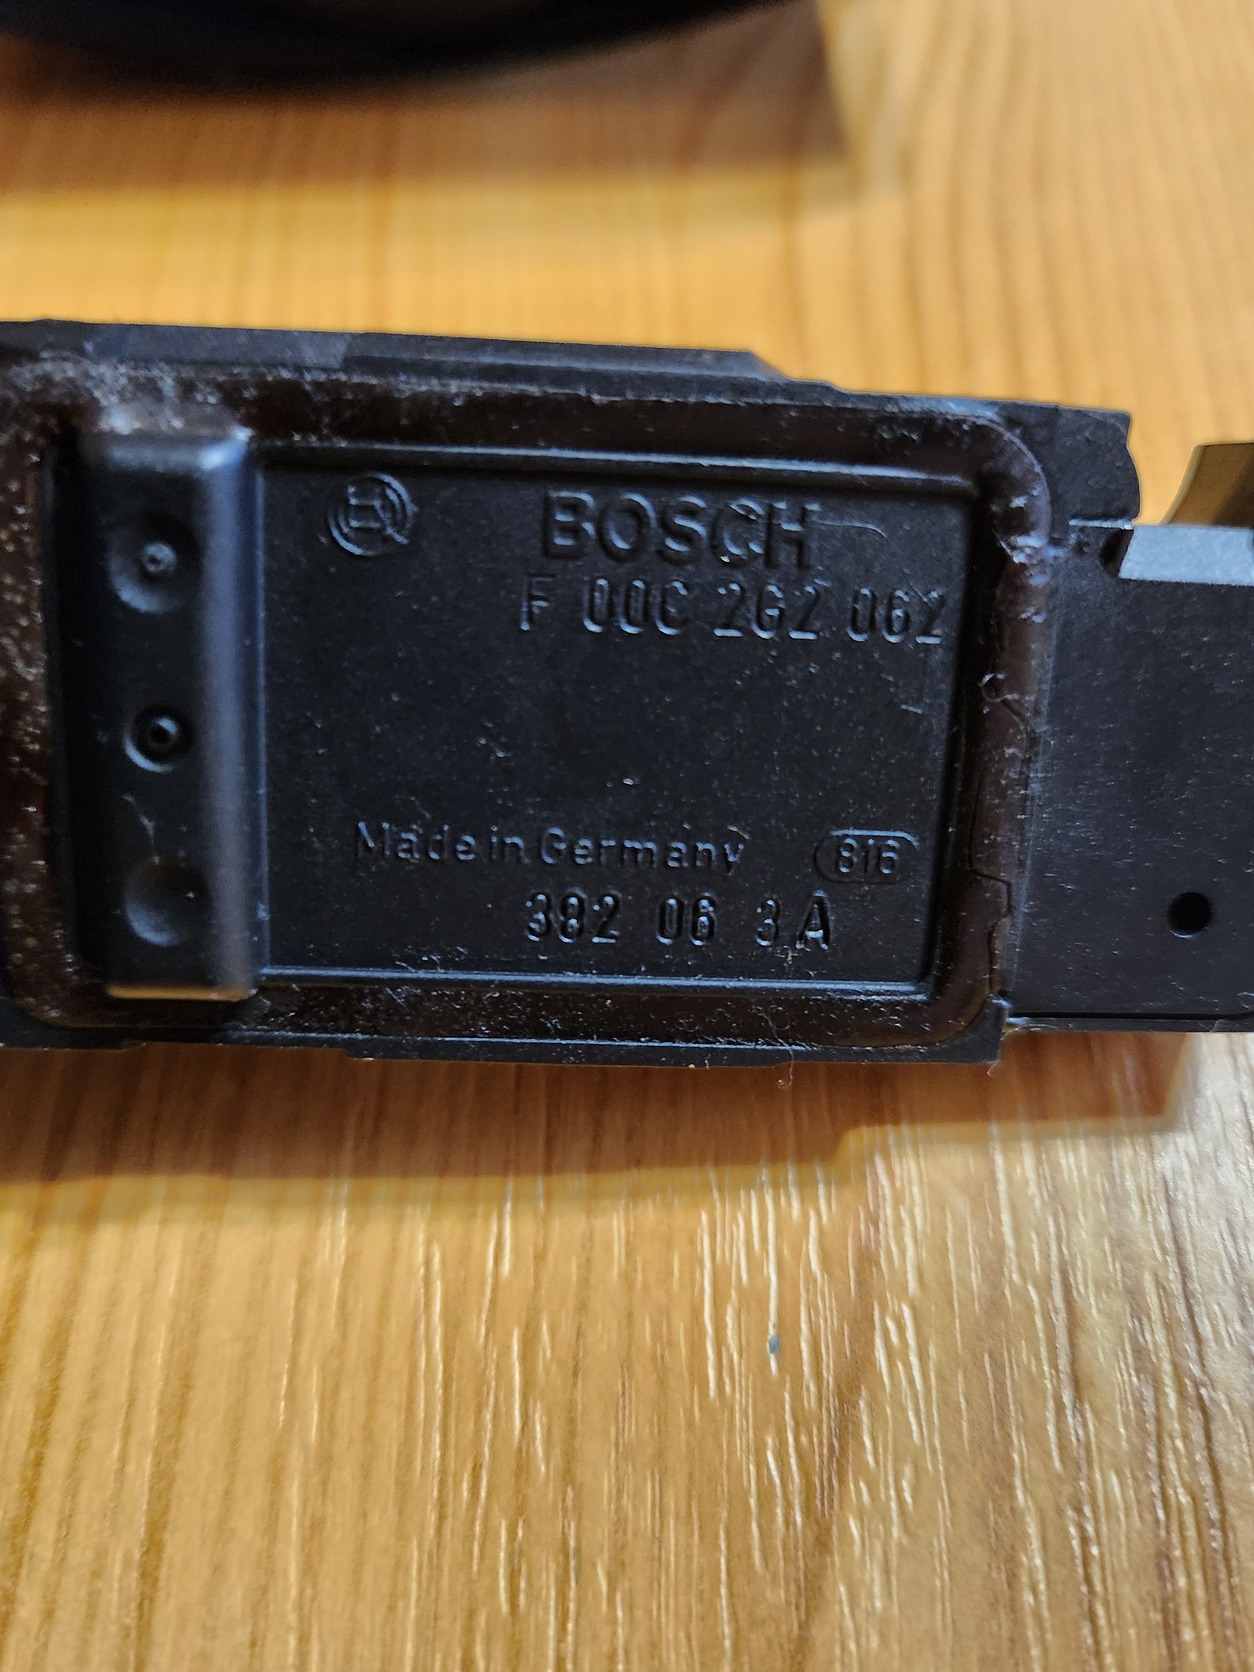 BOSCH
F 00C 2G2 062
Made in Germany 816
382 06 3A